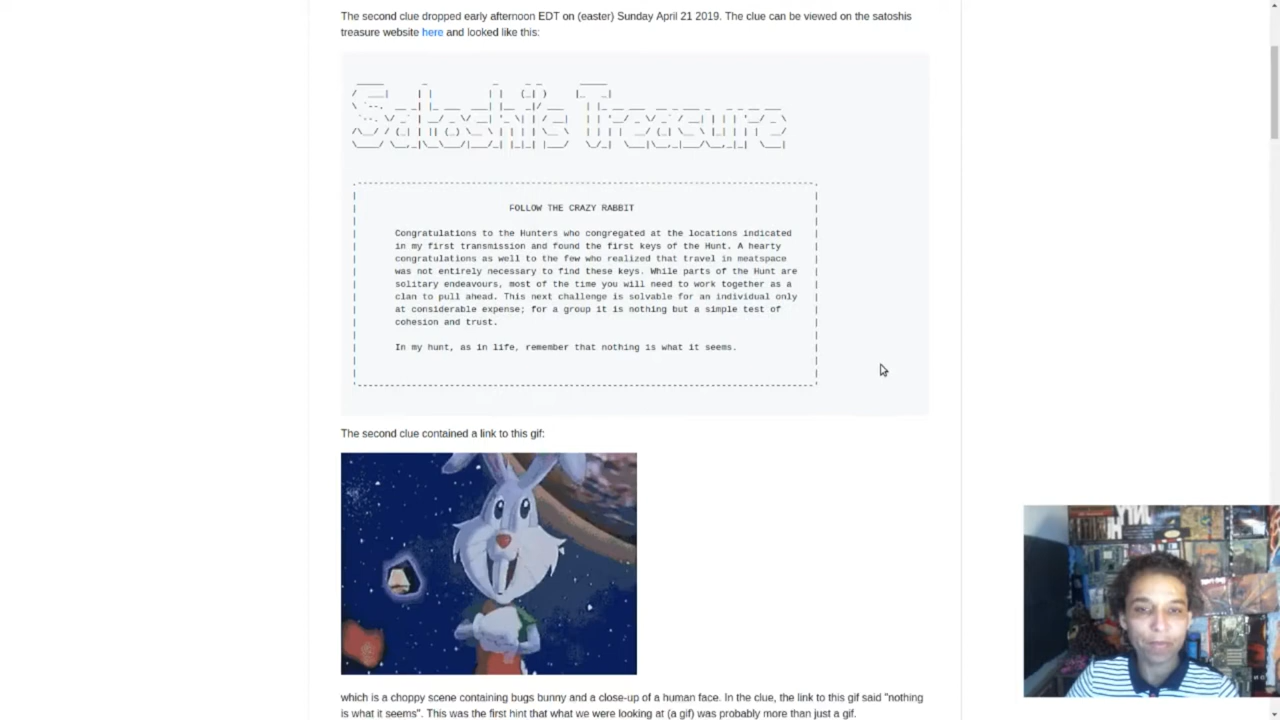 The second clue dropped early afternoon EDT on (easter) Sunday April 21 2019. The clue can be viewed on the satoshis
treasure website here and looked like this:
Satoshi's Treasure
FOLLOW THE CRAZY RABBIT
Congratulations to the Hunters who congregated at the locations indicated
in my first transmission and found the first keys of the Hunt. A hearty
congratulations as well to the few who realized that travel in meatspace
was not entirely necessary to find these keys. While parts of the Hunt are
solitary endeavours, most of the time you will need to work together as a
clan to pull ahead. This next challenge is solvable for an individual only
at considerable expense; for a group it is nothing but a simple test of
cohesion and trust.
In my hunt, as in life, remember that nothing is what it seems.
The second clue contained a link to this gif:
which is a choppy scene containing bugs bunny and a close-up of a human face. In the clue, the link to this gif said "nothing
is what it seems". This was the first hint that what we were looking at (a gif) was probably more than just a gif.